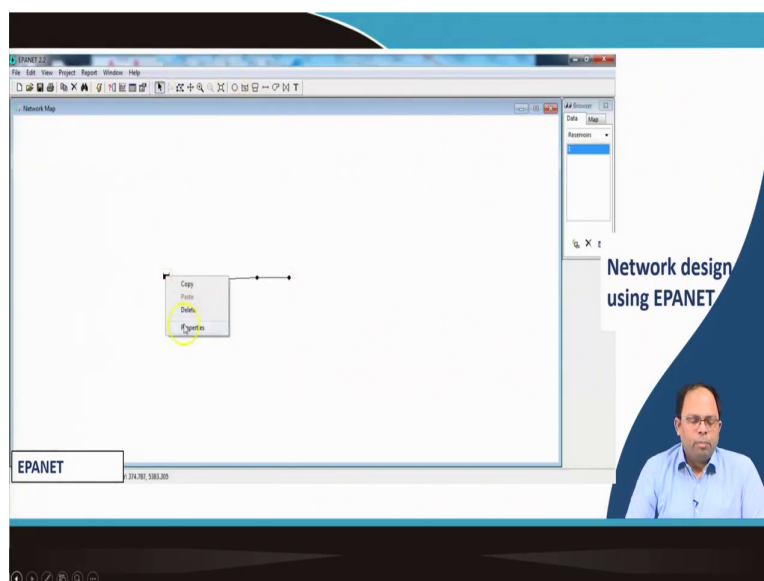 EPANET 2.2
File Edit View Project Report Window Help
T
Network Map
Browser
Data Map
Reservoirs
Copy
Paste
Delete
Properties
Network design
using EPANET
EPANET
374.787, 5383.305